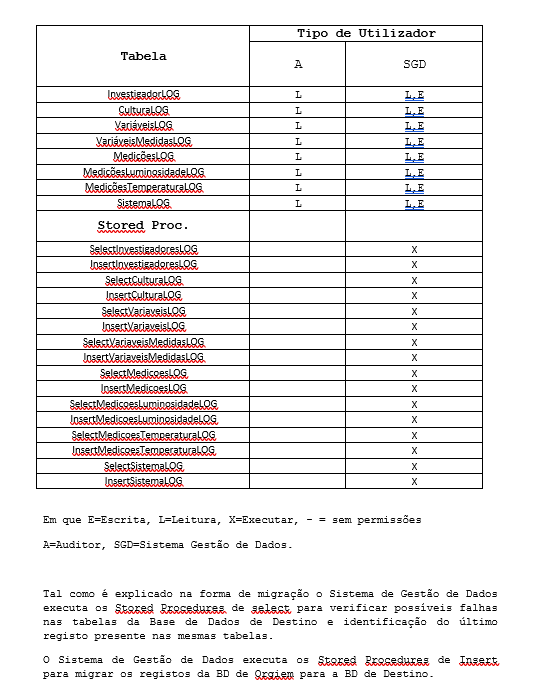 Tipo de Utilizador
Tabela
A SGD
InvestigadorLOG L L,E
CulturaLOG L L,E
VariáveisLOG L L,E
VariáveisMedidasLOG L L,E
MediçõesLOG L L,E
MediçõesLuminosidadeLOG L L,E
MediçõesTemperaturaLOG L L,E
SistemaLOG L L,E
Stored Proc.
SelectInvestigadoresLOG X
InsertInvestigadoresLOG X
SelectCulturaLOG X
InsertCulturaLOG X
SelectVariaveisLOG X
InsertVariaveisLOG X
SelectVariaveisMedidasLOG X
InsertVariaveisMedidasLOG X
SelectMedicoesLOG X
InsertMedicoesLOG X
SelectMedicoesLuminosidadeLOG X
InsertMedicoesLuminosidadeLOG X
SelectMedicoesTemperaturaLOG X
InsertMedicoesTemperaturaLOG X
SelectSistemaLOG X
InsertSistemaLOG X
Em que E=Escrita, L=Leitura, X=Executar, - = sem permissões
A=Auditor, SGD=Sistema Gestão de Dados.
Tal como é explicado na forma de migração o Sistema de Gestão de Dados
executa os Stored Procedures de select para verificar possíveis falhas
nas tabelas da Base de Dados de Destino e identificação do último
registo presente nas mesmas tabelas.
O Sistema de Gestão de Dados executa os Stored Procedures de Insert
para migrar os registos da BD de Orgiem para a BD de Destino.